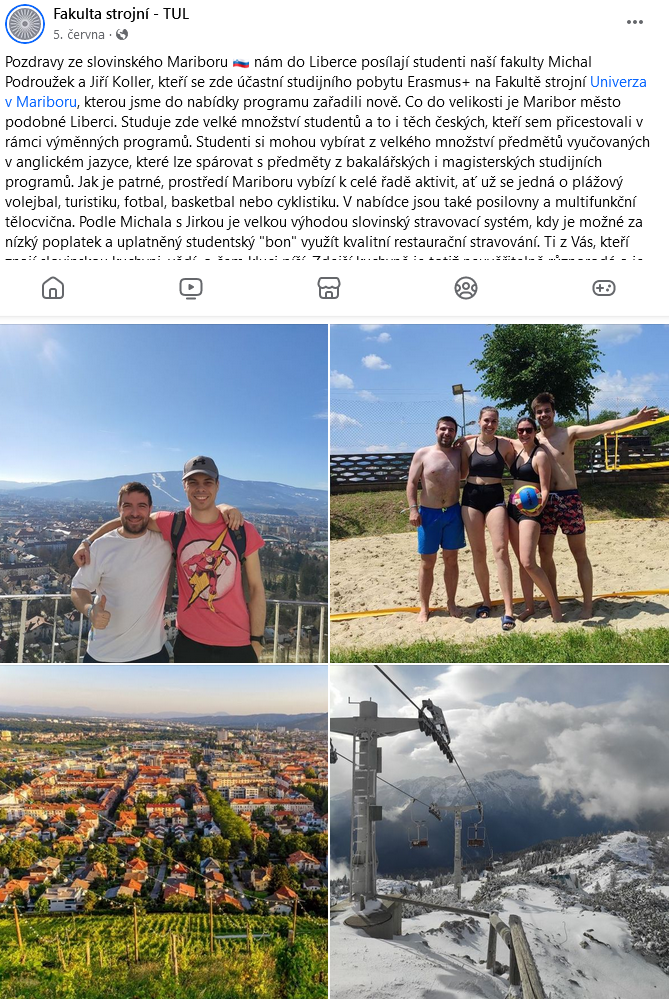 Fakulta strojní - TUL
5. června ·
Pozdravy ze slovinského Mariboru 🇸🇮 nám do Liberce posílají studenti naší fakulty Michal
Podroužek a Jiří Koller, kteří se zde účastní studijního pobytu Erasmus+ na Fakultě strojní Univerza
v Mariboru, kterou jsme do nabídky programu zařadili nově. Co do velikosti je Maribor město
podobné Liberci. Studuje zde velké množství studentů a to i těch českých, kteří sem přicestovali v
rámci výměnných programů. Studenti si mohou vybírat z velkého množství předmětů vyučovaných
v anglickém jazyce, které lze spárovat s předměty z bakalářských i magisterských studijních
programů. Jak je patrné, prostředí Mariboru vybízí k celé řadě aktivit, ať už se jedná o plážový
volejbal, turistiku, fotbal, basketbal nebo cyklistiku. V nabídce jsou také posilovny a multifunkční
tělocvična. Podle Michala s Jirkou je velkou výhodou slovinský stravovací systém, kdy je možné za
nízký poplatek a uplatněný studentský "bon" využít kvalitní restaurační stravování. Ti z Vás, kteří